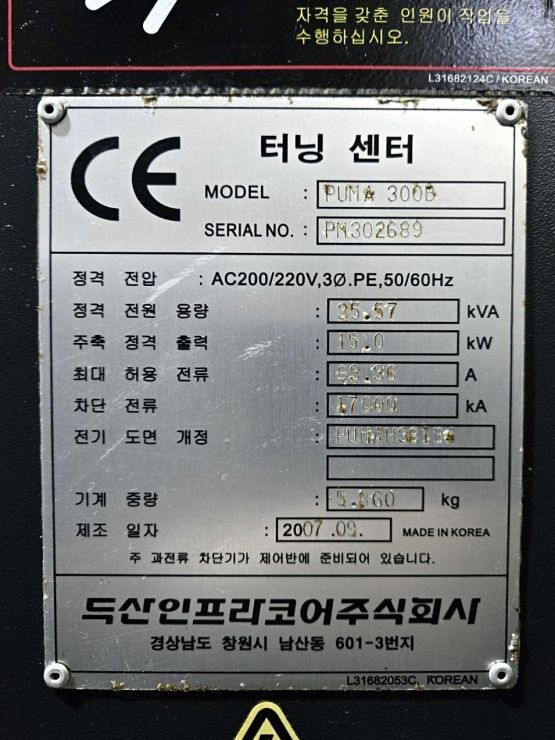 자격을 갖춘 인원이 작업을
수행하십시오.
L31682124C / KOREAN
CE
터닝 센터
MODEL : PUMA 300B
SERIAL NO. : PM302689
정격 전압 : AC200/220V,3Ø.PE,50/60Hz
정격 전원 용량 : 35.57 kVA
주축 정격 출력 : 15.0 kW
최대 허용 전류 : 93.36 A
차단 전류 : 17000 kA
전기 도면 개정 :
기계 중량 : kg
제조 일자 : 2007.09. MADE IN KOREA
주 과전류 차단기가 제어반에 준비되어 있습니다.
두산인프라코어주식회사
경상남도 창원시 남산동 601-3번지
L31682053C, KOREAN